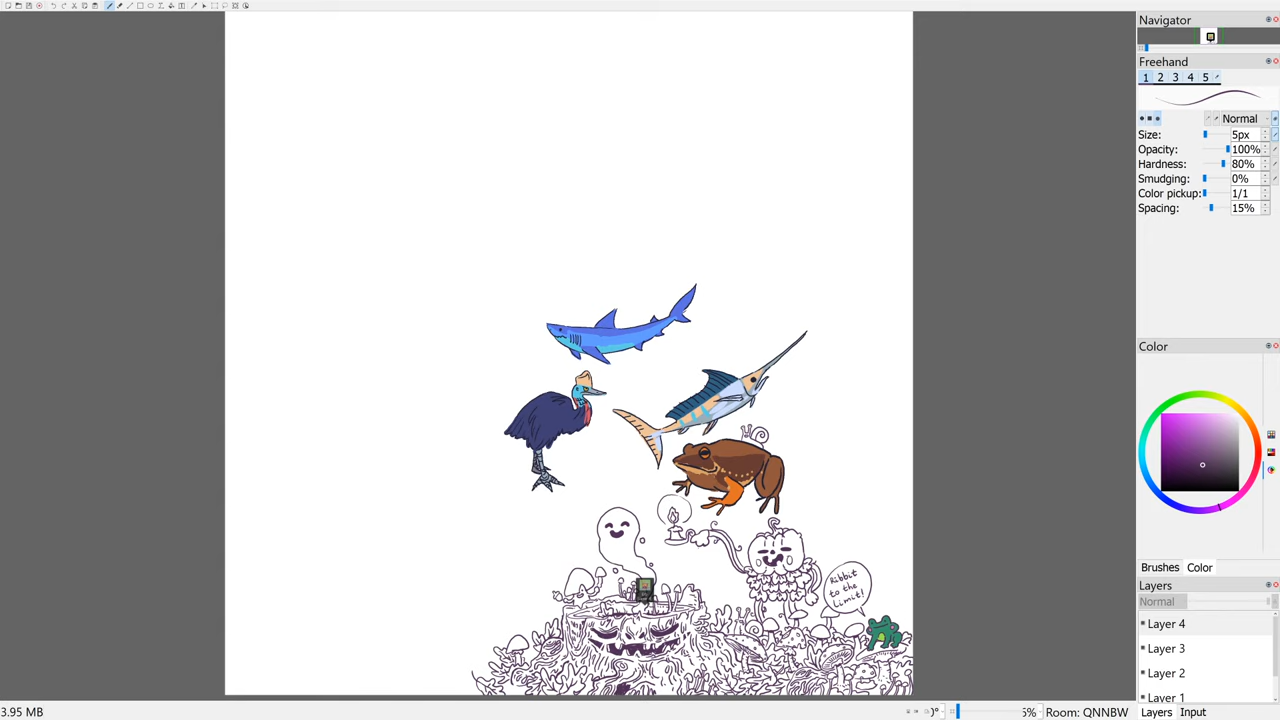 Navigator
Freehand
1 2 3 4 5
Normal
Size: 5px
Opacity: 100%
Hardness: 80%
Smudging: 0%
Color pickup: 1/1
Spacing: 15%
Ribbit
to the
Limit!
Color
Brushes Color
Layers
Normal
Layer 4
Layer 3
Layer 2
Layer 1
3.95 MB
Room: QNNBW
Layers Input